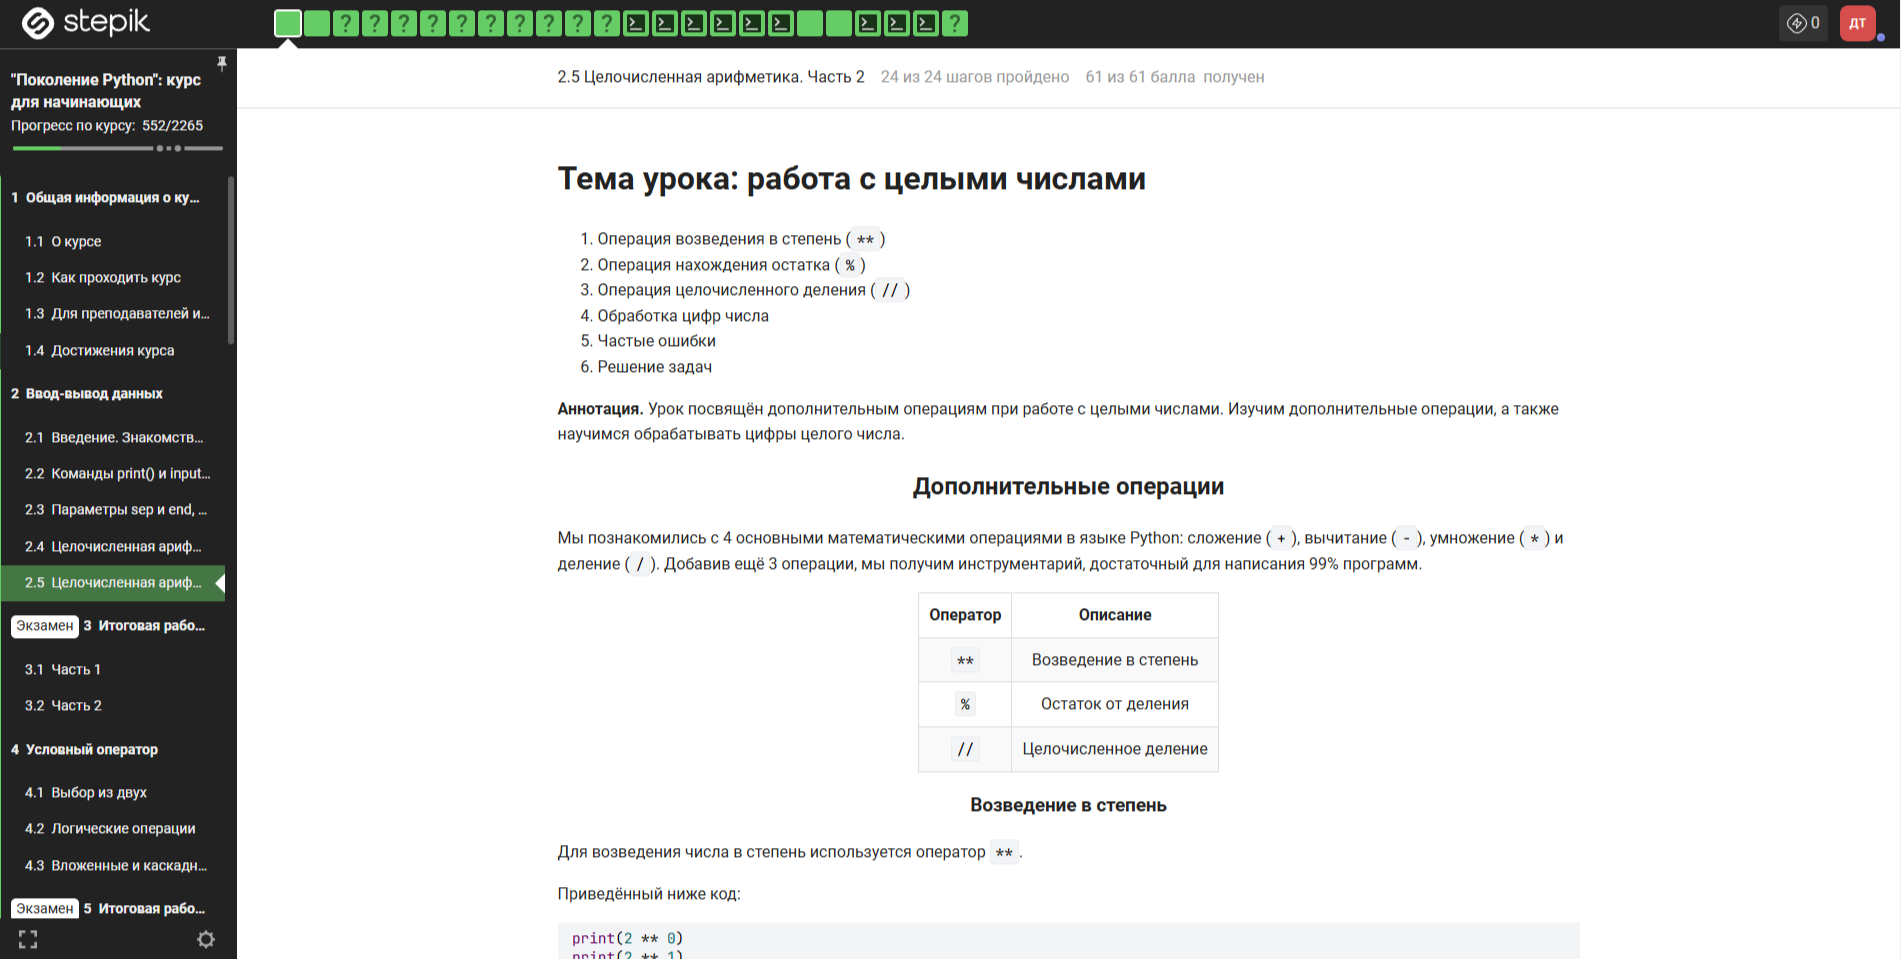 stepik
? ? ? ? ? ? ? ? ? ? ? 
0
ДТ
"Поколение Python": курс
для начинающих
Прогресс по курсу: 552/2265
1 Общая информация о ку...
1.1 О курсе
1.2 Как проходить курс
1.3 Для преподавателей и...
1.4 Достижения курса
2 Ввод-вывод данных
2.1 Введение. Знакомств...
2.2 Команды print() и input...
2.3 Параметры sep и end, ...
2.4 Целочисленная ариф...
2.5 Целочисленная ариф...
Экзамен 3 Итоговая рабо...
3.1 Часть 1
3.2 Часть 2
4 Условный оператор
4.1 Выбор из двух
4.2 Логические операции
4.3 Вложенные и каскадн...
Экзамен 5 Итоговая рабо...
2.5 Целочисленная арифметика. Часть 2 24 из 24 шагов пройдено 61 из 61 балла получен
Тема урока: работа с целыми числами
1. Операция возведения в степень ( ** )
2. Операция нахождения остатка ( % )
3. Операция целочисленного деления ( // )
4. Обработка цифр числа
5. Частые ошибки
6. Решение задач
Аннотация. Урок посвящён дополнительным операциям при работе с целыми числами. Изучим дополнительные операции, а также
научимся обрабатывать цифры целого числа.
Дополнительные операции
Мы познакомились с 4 основными математическими операциями в языке Python: сложение ( + ), вычитание ( - ), умножение ( * ) и
деление ( / ). Добавив ещё 3 операции, мы получим инструментарий, достаточный для написания 99% программ.
Оператор Описание
** Возведение в степень
% Остаток от деления
// Целочисленное деление
Возведение в степень
Для возведения числа в степень используется оператор ** .
Приведённый ниже код:
print(2 ** 0)
print(2 ** 1)